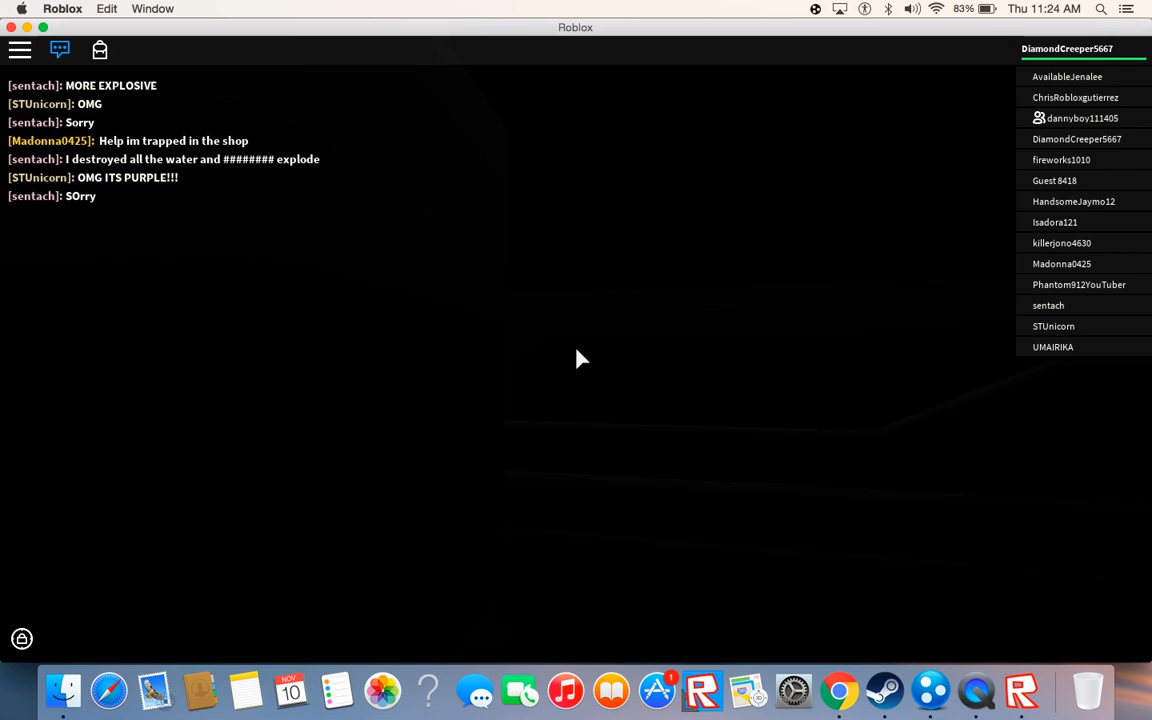 Roblox Edit Window 83% Thu 11:24 AM
Roblox
DiamondCreeper5667
[sentach]: MORE EXPLOSIVE
[STUnicorn]: OMG
[sentach]: Sorry
[Madonna0425]: Help im trapped in the shop
[sentach]: I destroyed all the water and ######## explode
[STUnicorn]: OMG ITS PURPLE!!!
[sentach]: SOrry
AvailableJenalee
ChrisRobloxgutierrez
dannyboy111405
DiamondCreeper5667
fireworks1010
Guest 8418
HandsomeJaymo12
Isadora121
killerjono4630
Madonna0425
Phantom912YouTuber
sentach
STUnicorn
UMAIRIKA
NOV
10
1
3D